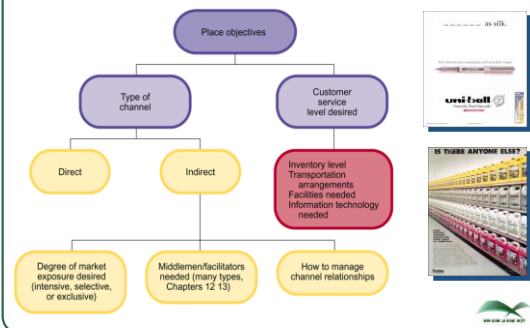 Place objectives
Type of
channel
Customer
service
level desired
Direct
Indirect
Inventory level
Transportation
arrangements
Facilities needed
Information technology
needed
Degree of market
exposure desired
(intensive, selective,
or exclusive)
Middlemen/facilitators
needed (many types,
Chapters 12 13)
How to manage
channel relationships
_ _ _ _ _ _ as silk.
uni-ball
IS THERE ANYONE ELSE?